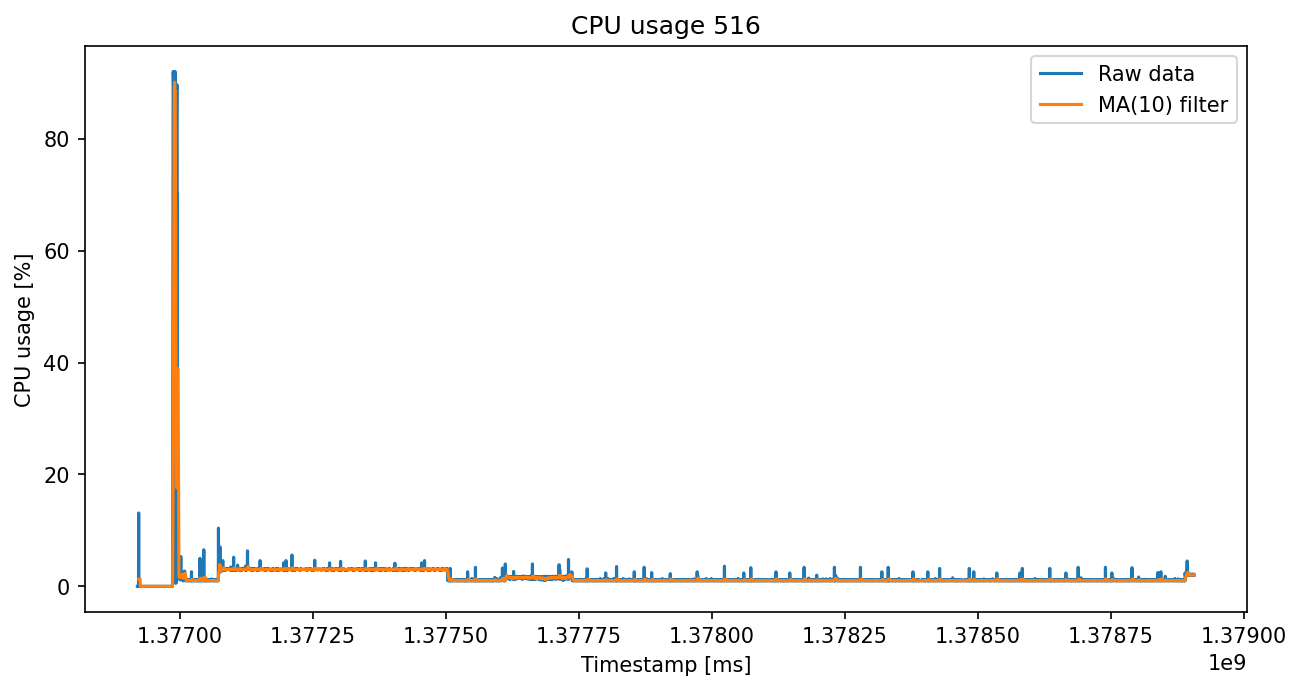 CPU usage 516
Raw data
MA(10) filter
CPU usage [%]
80
60
40
20
0
1.37700 1.37725 1.37750 1.37775 1.37800 1.37825 1.37850 1.37875 1.37900
1e9
Timestamp [ms]